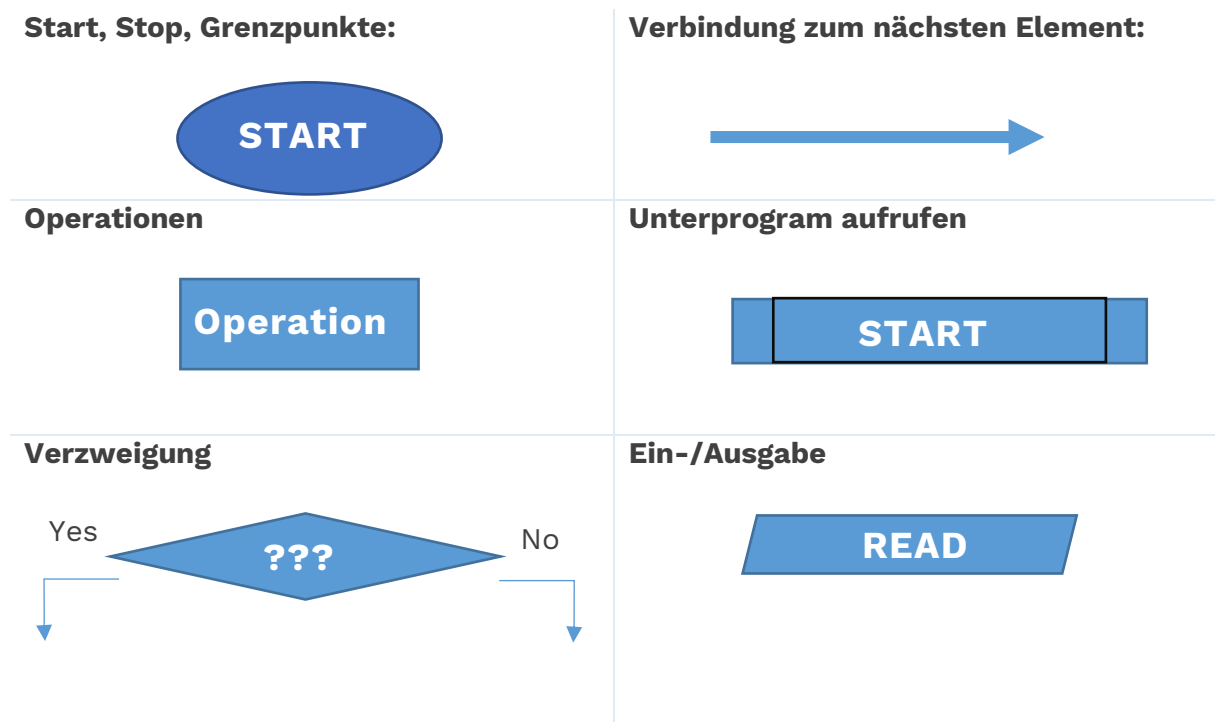 Start, Stop, Grenzpunkte:
START
Verbindung zum nächsten Element:
Operationen
Operation
Unterprogram aufrufen
START
Verzweigung
Yes
???
No
Ein-/Ausgabe
READ